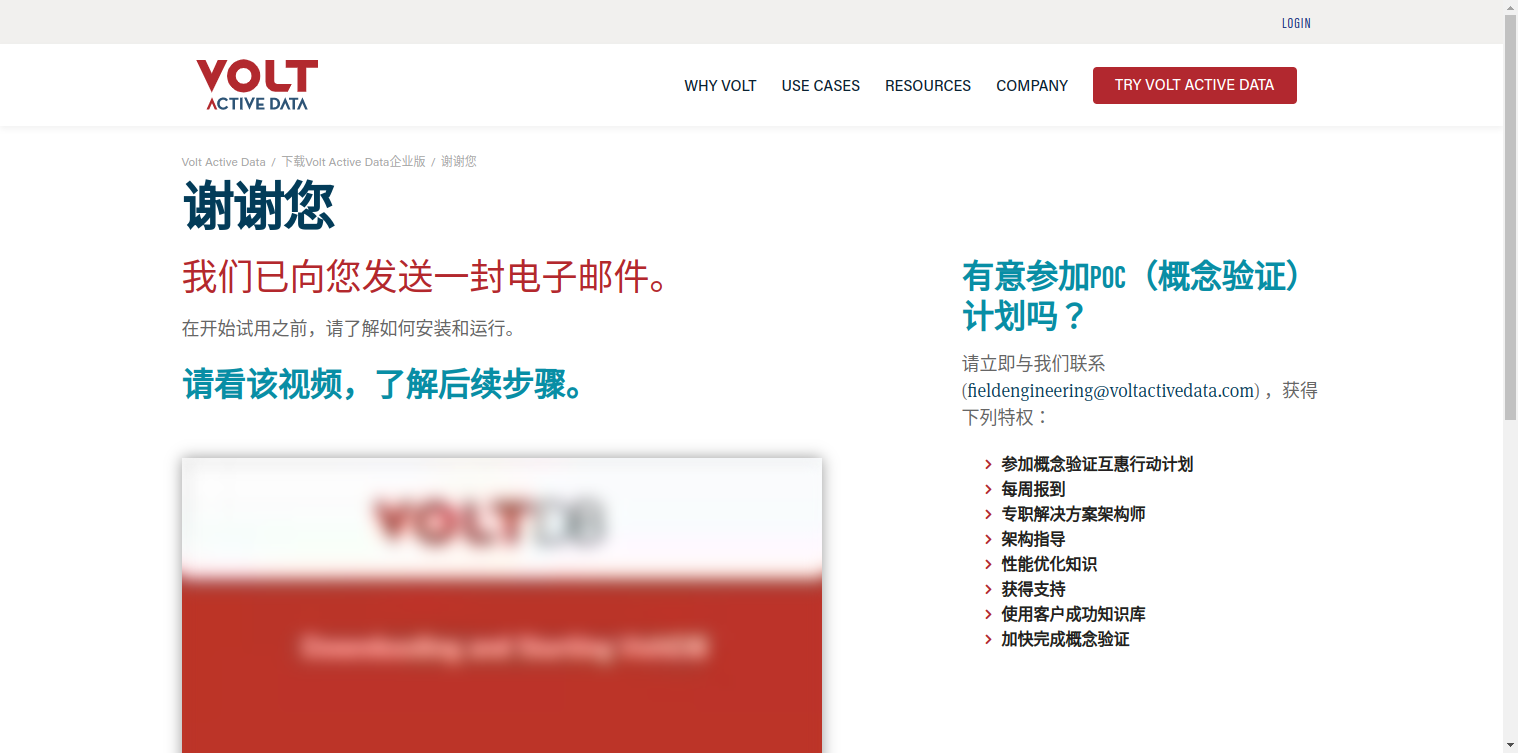 LOGIN
VOLT
ACTIVE DATA
WHY VOLT
USE CASES
RESOURCES
COMPANY
TRY VOLT ACTIVE DATA
Volt Active Data / 下载Volt Active Data企业版 / 谢谢您
谢谢您
我们已向您发送一封电子邮件。
在开始试用之前，请了解如何安装和运行。
请看该视频，了解后续步骤。
VOLTDB
Downloading and Starting VoltDB
有意参加POC（概念验证）
计划吗？
请立即与我们联系
(fieldengineering@voltactivedata.com) ，获得
下列特权：
参加概念验证互惠行动计划
每周报到
专职解决方案架构师
架构指导
性能优化知识
获得支持
使用客户成功知识库
加快完成概念验证